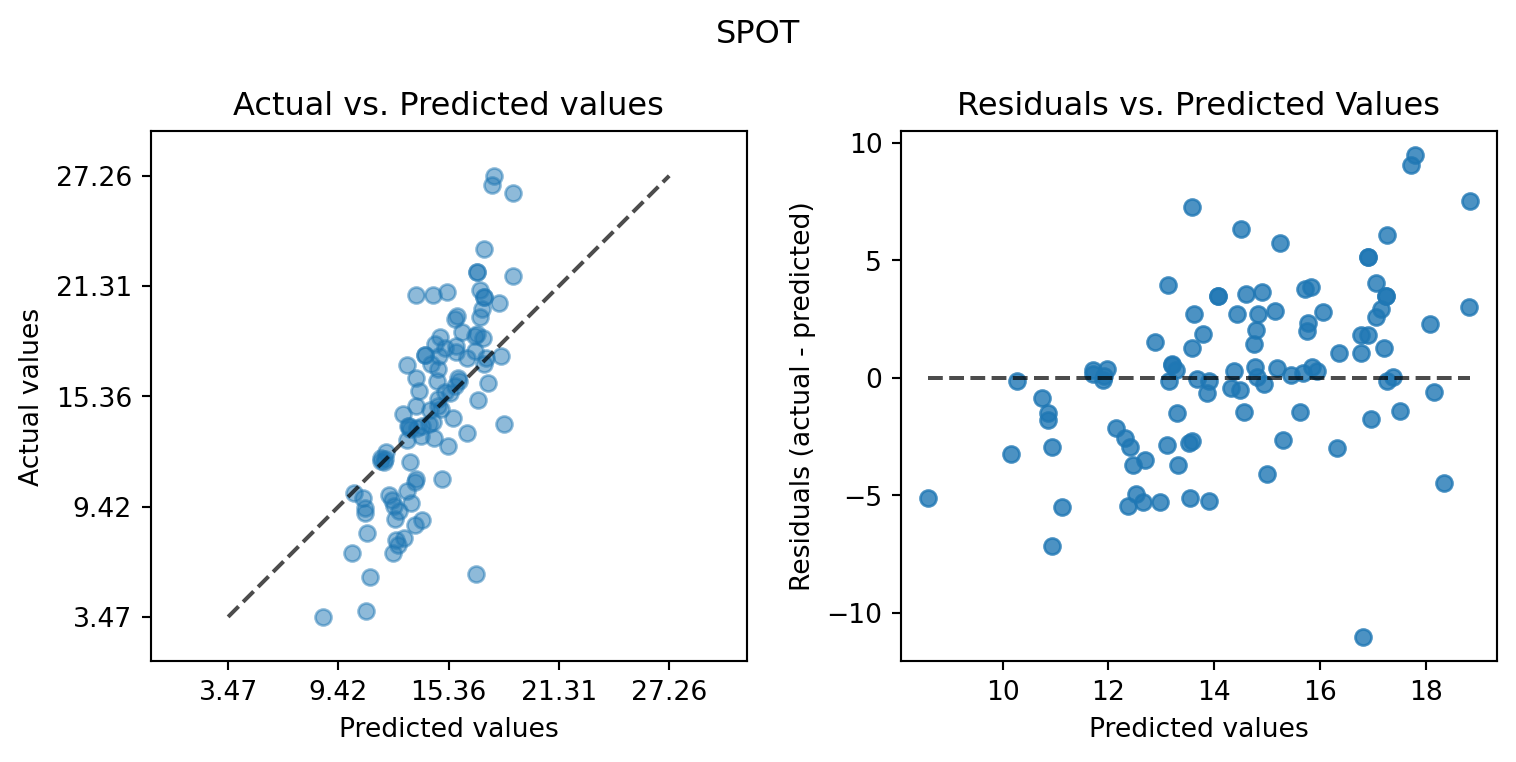 SPOT
Actual vs. Predicted values
27.26
21.31
15.36
9.42
3.47
Actual values
3.47 9.42 15.36 21.31 27.26
Predicted values
Residuals vs. Predicted Values
10
5
0
−5
−10
Residuals (actual - predicted)
10 12 14 16 18
Predicted values